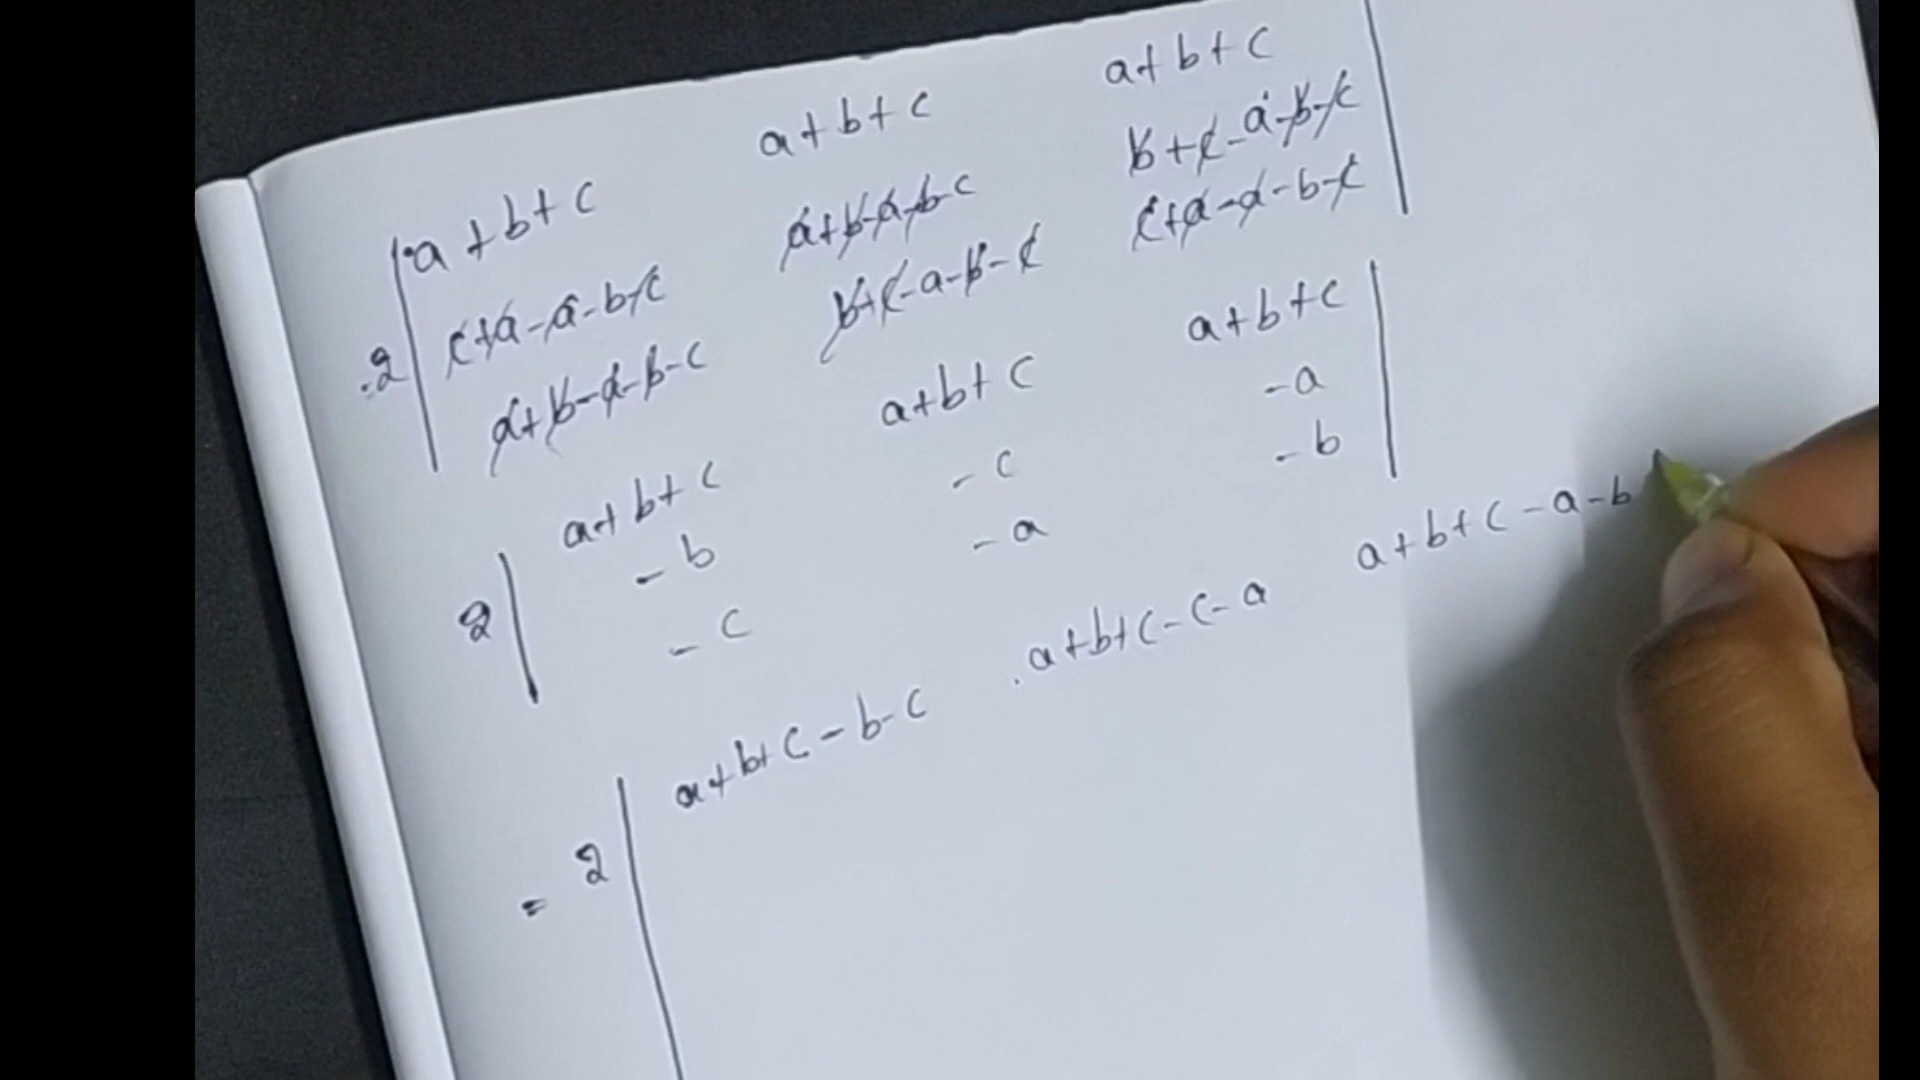 a+b+c a+b+c a+b+c
c+a-a-b-c a+b-a-b-c b+c-a-b-c
2 a+b-a-b-c b+c-a-b-c c+a-a-b-c
a+b+c a+b+c a+b+c
-b -c -a
2 -c -a -b
= 2 a+b+c-b-c a+b+c-c-a a+b+c-a-b